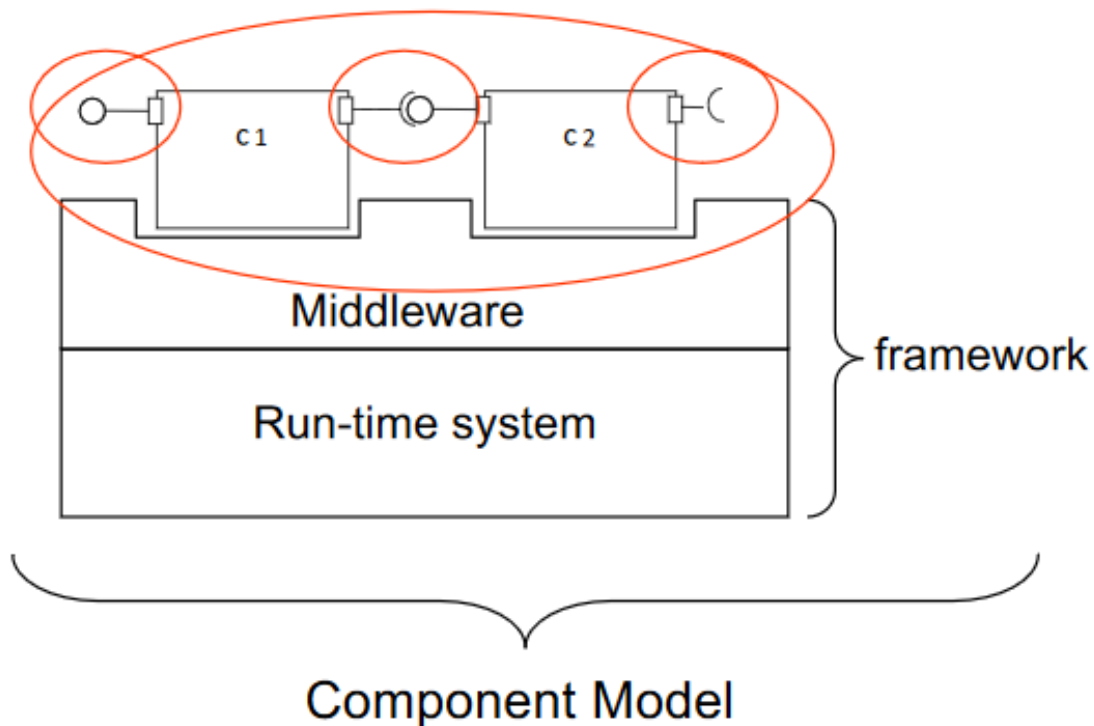 C 1
C 2
Middleware
framework
Run-time system
Component Model